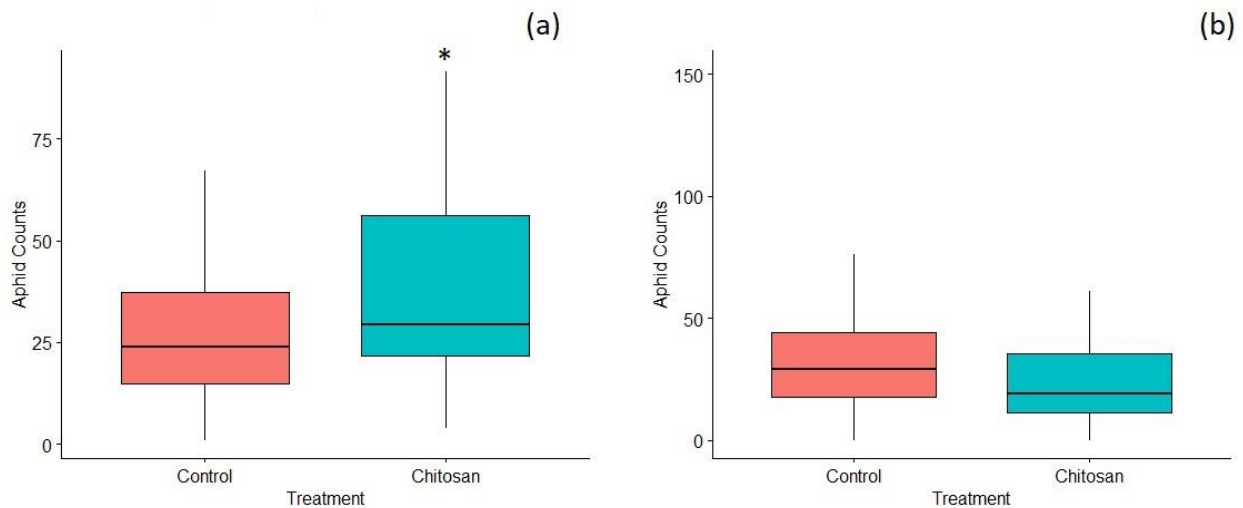 (a)
*
75
50
25
0
Aphid Counts
Control
Chitosan
Treatment
(b)
150
100
50
0
Aphid Counts
Control
Chitosan
Treatment